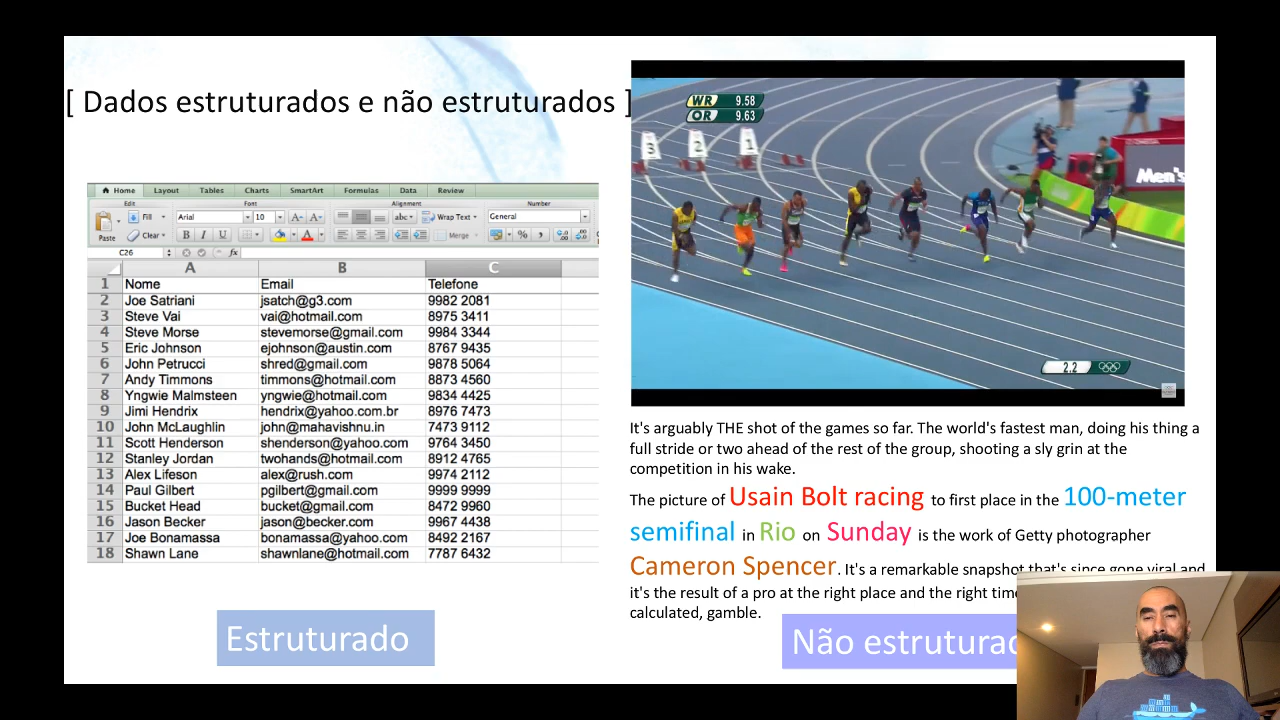 [ Dados estruturados e não estruturados ]
Home Layout Tables Charts SmartArt Formulas Data Review
Edit Font Alignment Number
Fill Arial 10 A A abc Wrap Text General
Paste Clear B I U A Merge % ,
C26 fx
A B C
1 Nome Email Telefone
2 Joe Satriani jsatch@g3.com 9982 2081
3 Steve Vai vai@hotmail.com 8975 3411
4 Steve Morse stevemorse@gmail.com 9984 3344
5 Eric Johnson ejohnson@austin.com 8767 9435
6 John Petrucci shred@gmail.com 9878 5064
7 Andy Timmons timmons@hotmail.com 8873 4560
8 Yngwie Malmsteen yngwie@hotmail.com 9834 4425
9 Jimi Hendrix hendrix@yahoo.com.br 8976 7473
10 John McLaughlin john@mahavishnu.in 7473 9112
11 Scott Henderson shenderson@yahoo.com 9764 3450
12 Stanley Jordan twohands@hotmail.com 8912 4765
13 Alex Lifeson alex@rush.com 9974 2112
14 Paul Gilbert pgilbert@gmail.com 9999 9999
15 Bucket Head bucket@gmail.com 8472 9960
16 Jason Becker jason@becker.com 9967 4438
17 Joe Bonamassa bonamassa@yahoo.com 8492 2167
18 Shawn Lane shawnlane@hotmail.com 7787 6432
Estruturado
WR 9.58
OR 9.63
3 2 1
Men's
2.2
It's arguably THE shot of the games so far. The world's fastest man, doing his thing a
full stride or two ahead of the rest of the group, shooting a sly grin at the
competition in his wake.
The picture of Usain Bolt racing to first place in the 100-meter
semifinal in Rio on Sunday is the work of Getty photographer
Cameron Spencer. It's a remarkable snapshot that's since gone viral and
it's the result of a pro at the right place and the right time
calculated, gamble.
Não estruturad